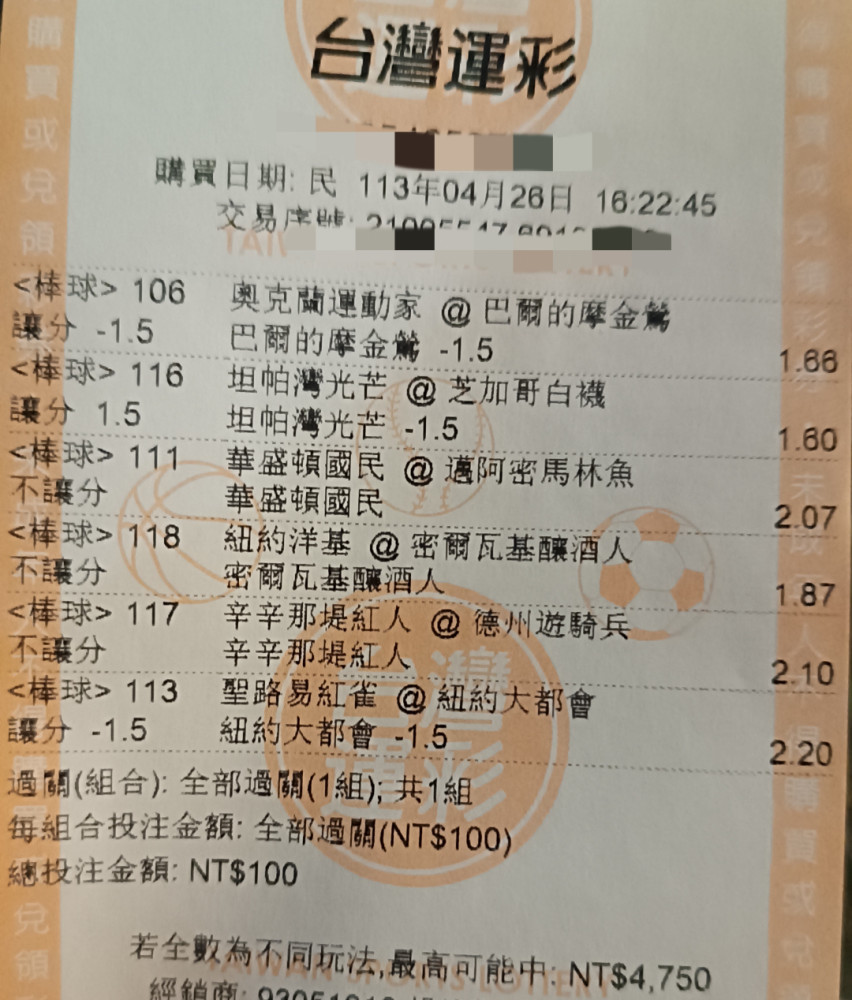 台灣運彩
購買日期: 民 113年04月26日 16:22:45
交易序號:
<棒球> 106 奧克蘭運動家 @ 巴爾的摩金鶯
讓分 -1.5 巴爾的摩金鶯 -1.5 1.66
<棒球> 116 坦帕灣光芒 @ 芝加哥白襪
讓分 1.5 坦帕灣光芒 -1.5 1.60
<棒球> 111 華盛頓國民 @ 邁阿密馬林魚
不讓分 華盛頓國民 2.07
<棒球> 118 紐約洋基 @ 密爾瓦基釀酒人
不讓分 密爾瓦基釀酒人 1.87
<棒球> 117 辛辛那堤紅人 @ 德州遊騎兵
不讓分 辛辛那堤紅人 2.10
<棒球> 113 聖路易紅雀 @ 紐約大都會
讓分 -1.5 紐約大都會 -1.5 2.20
過關(組合): 全部過關(1組); 共1組
每組合投注金額: 全部過關(NT$100)
總投注金額: NT$100
若全數為不同玩法,最高可能中: NT$4,750
經銷商: